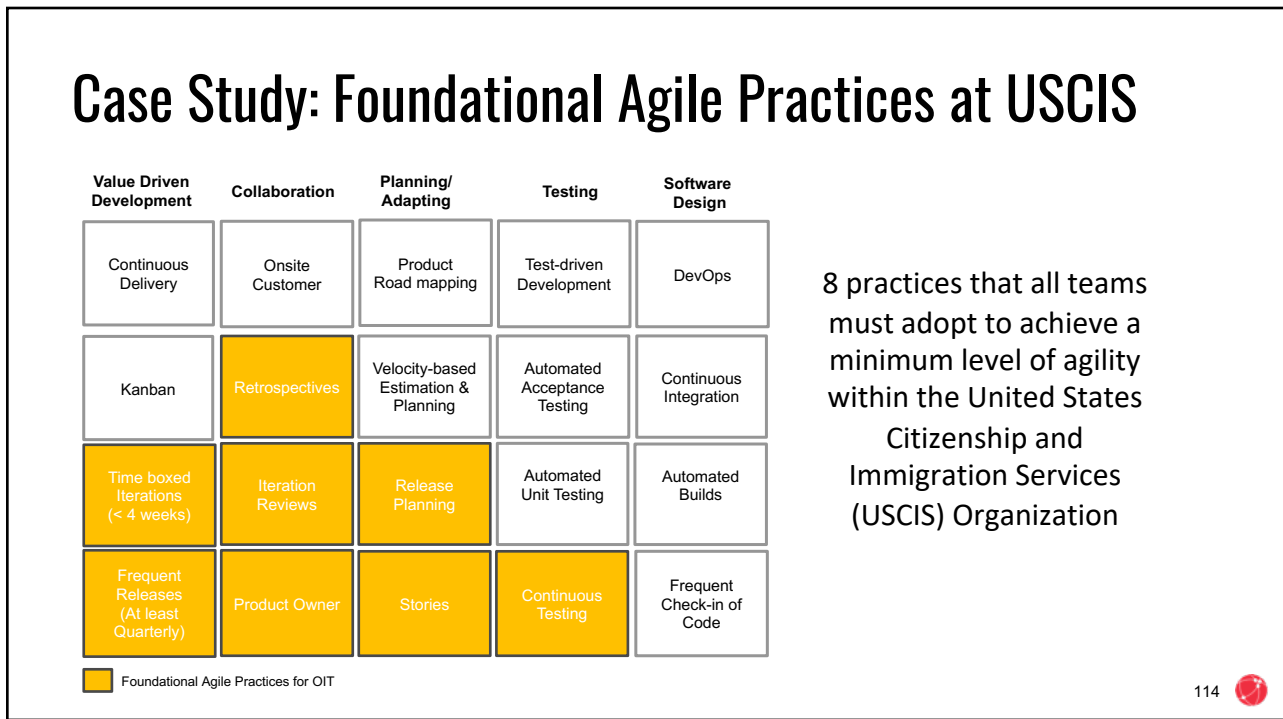 Case Study: Foundational Agile Practices at USCIS
Value Driven
Development
Collaboration
Planning/
Adapting
Testing
Software
Design
Continuous
Delivery
Onsite
Customer
Product
Road mapping
Test-driven
Development
DevOps
Kanban
Retrospectives
Velocity-based
Estimation &
Planning
Automated
Acceptance
Testing
Continuous
Integration
Time boxed
Iterations
(< 4 weeks)
Iteration
Reviews
Release
Planning
Automated
Unit Testing
Automated
Builds
Frequent
Releases
(At least
Quarterly)
Product Owner
Stories
Continuous
Testing
Frequent
Check-in of
Code
Foundational Agile Practices for OIT
8 practices that all teams
must adopt to achieve a
minimum level of agility
within the United States
Citizenship and
Immigration Services
(USCIS) Organization
114